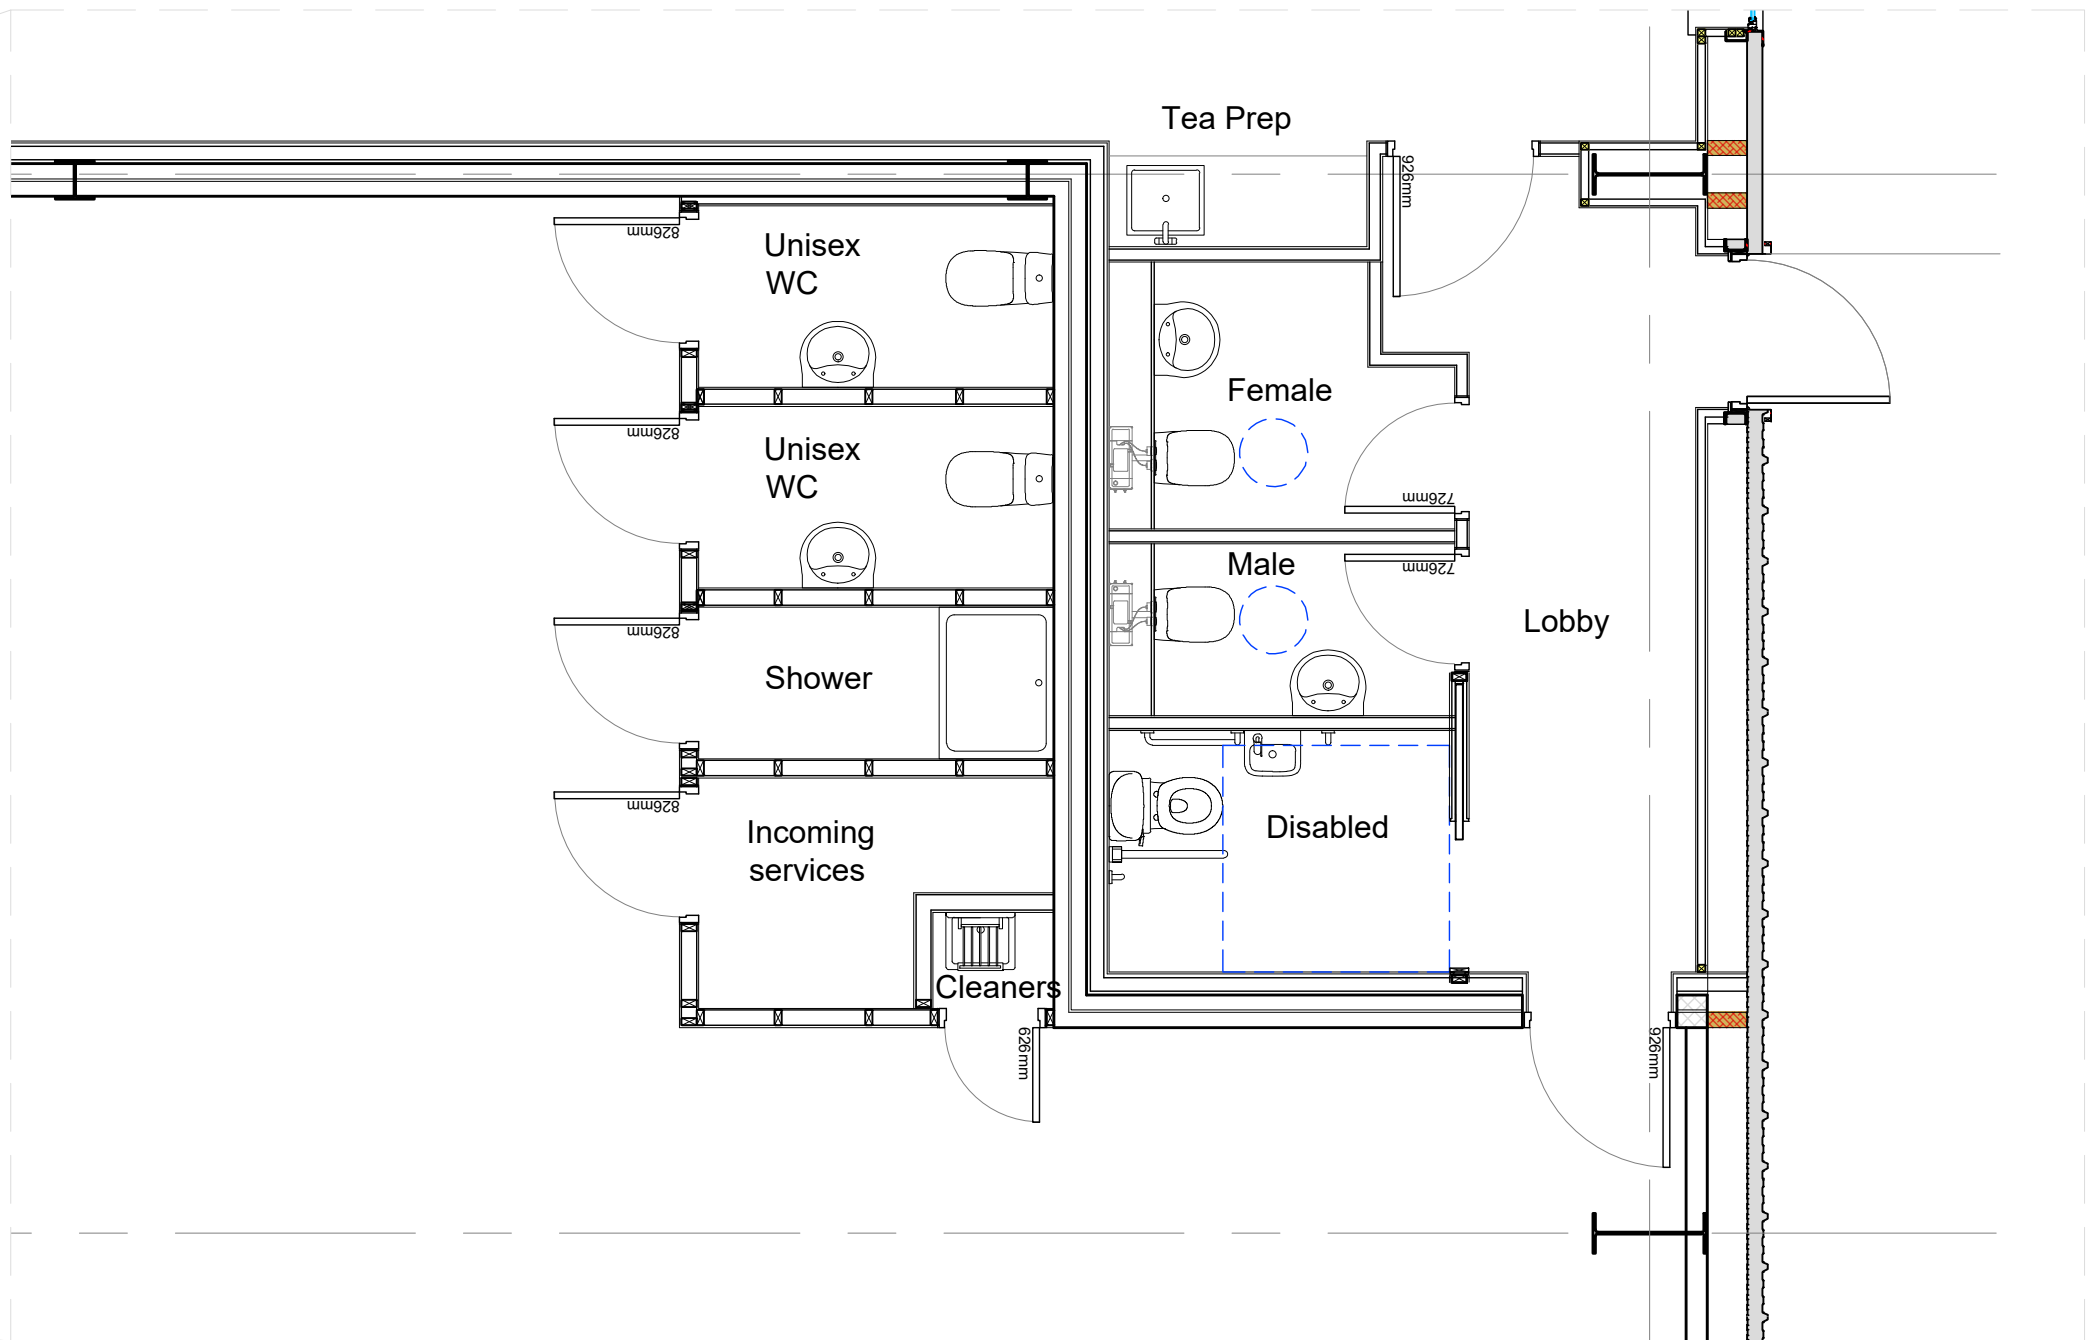 Tea Prep
926mm
826mm
Unisex
WC
Female
826mm
Unisex
WC
726mm
Male
726mm
826mm
Lobby
Shower
826mm
Disabled
Incoming
services
Cleaners
626mm
926mm